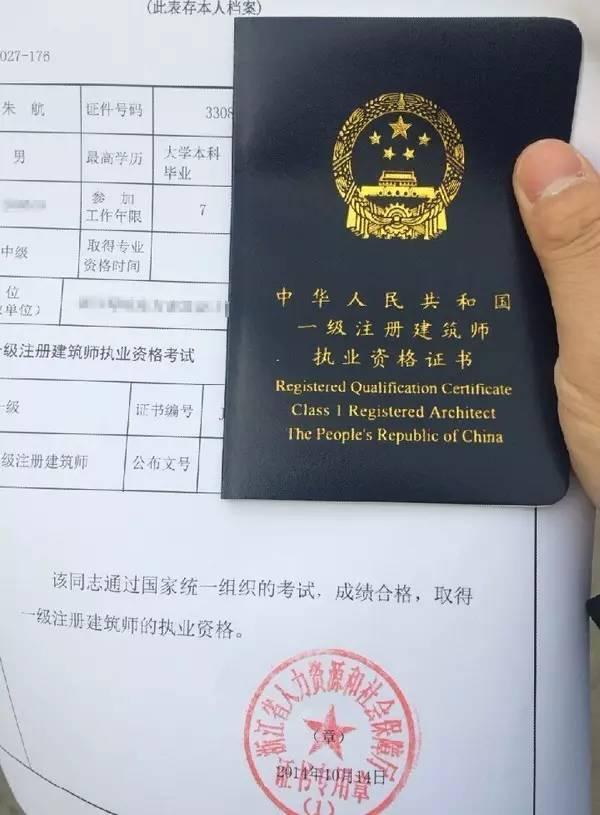 (此表存本人档案)
027-176
朱 航 证件号码 3308
男 最高学历 大学本科
毕业
参 加
工作年限 7
中级 取得专业
资格时间
位
单位)
级注册建筑师执业资格考试
一级 证书编号
级注册建筑师 公布文号
中华人民共和国
一级注册建筑师
执业资格证书
Registered Qualification Certificate
Class 1 Registered Architect
The People's Republic of China
该同志通过国家统一组织的考试，成绩合格，取得
一级注册建筑师的执业资格。
浙江省人力资源和社会保障厅
(章)
2014年10月14日
证书专用章
(1)